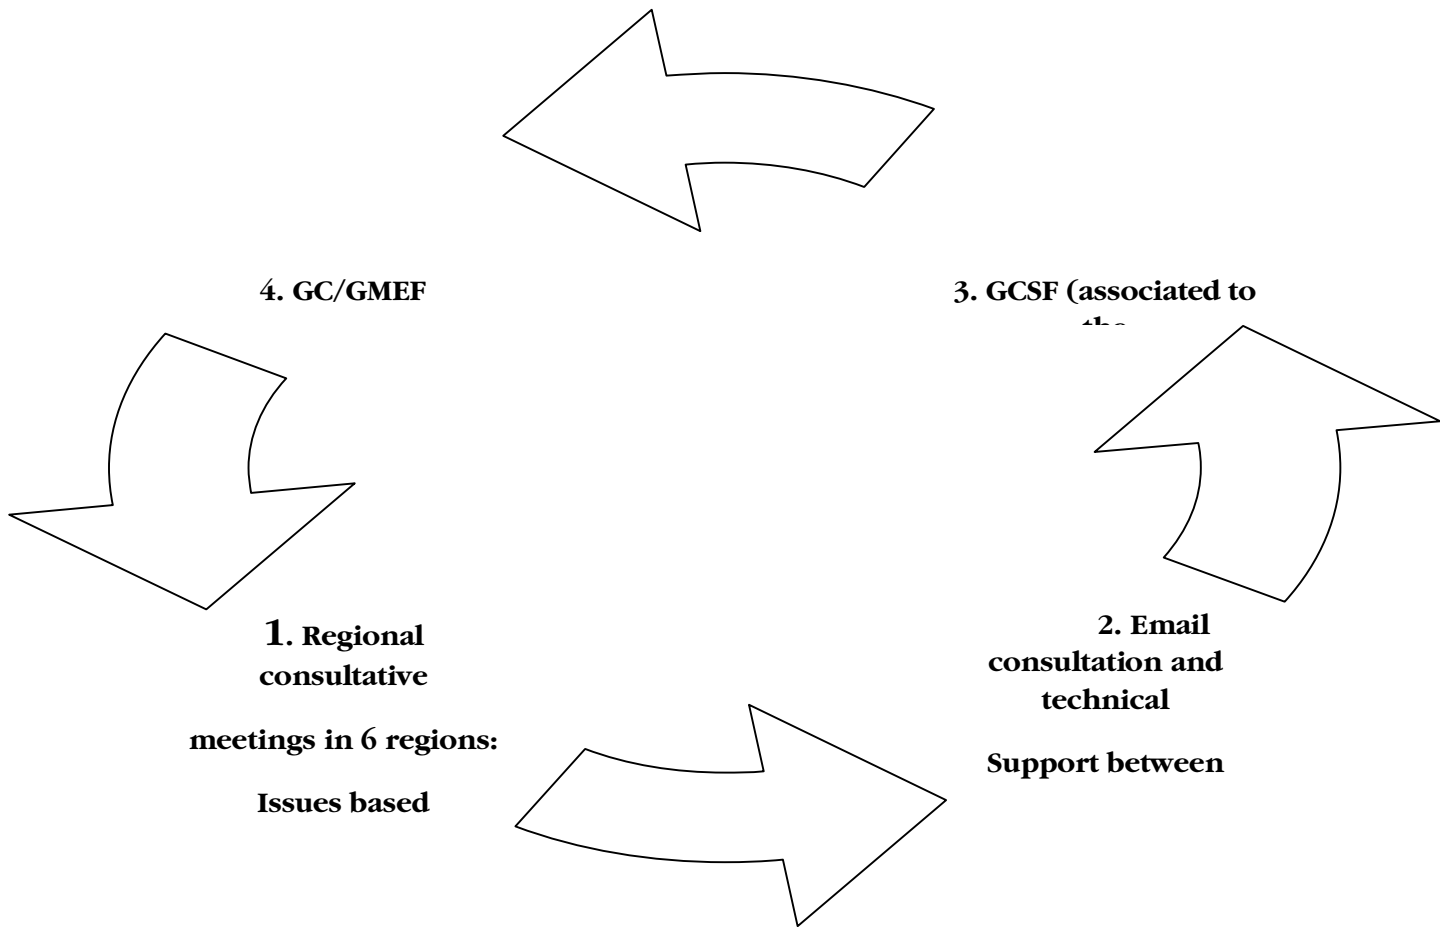 4. GC/GMEF
3. GCSF (associated to
the
1. Regional
consultative
meetings in 6 regions:
Issues based
2. Email
consultation and
technical
Support between